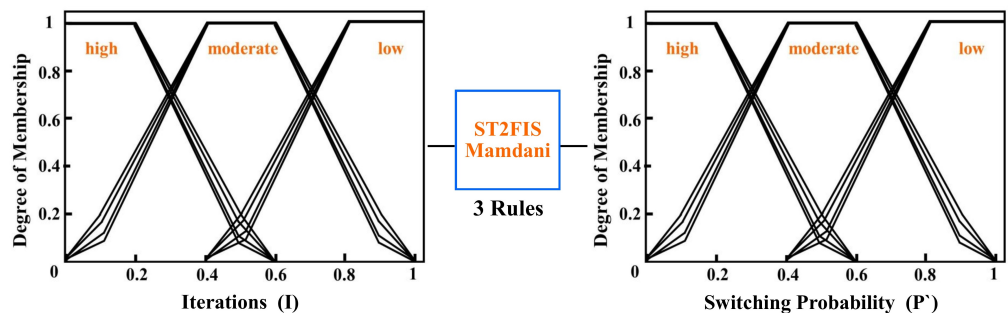 1
0.8
0.6
0.4
0.2
0
Degree of Membership
high
moderate
low
0.2
0.4
0.6
0.8
1
Iterations (I)
ST2FIS
Mamdani
3 Rules
1
0.8
0.6
0.4
0.2
0
Degree of Membership
high
moderate
low
0.2
0.4
0.6
0.8
1
Switching Probability (P`)